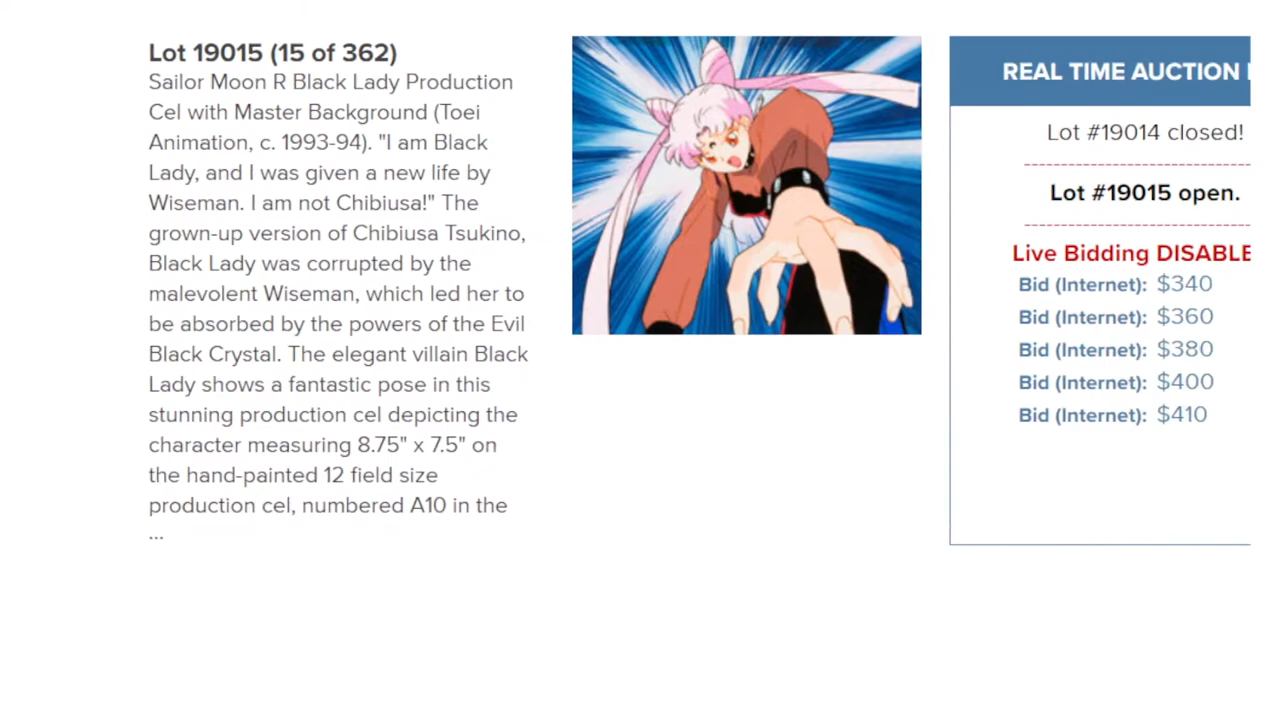 Lot 19015 (15 of 362)
Sailor Moon R Black Lady Production
Cel with Master Background (Toei
Animation, c. 1993-94). "I am Black
Lady, and I was given a new life by
Wiseman. I am not Chibiusa!" The
grown-up version of Chibiusa Tsukino,
Black Lady was corrupted by the
malevolent Wiseman, which led her to
be absorbed by the powers of the Evil
Black Crystal. The elegant villain Black
Lady shows a fantastic pose in this
stunning production cel depicting the
character measuring 8.75" x 7.5" on
the hand-painted 12 field size
production cel, numbered A10 in the
...
REAL TIME AUCTION
Lot #19014 closed!
Lot #19015 open.
Live Bidding DISABLE
Bid (Internet): $340
Bid (Internet): $360
Bid (Internet): $380
Bid (Internet): $400
Bid (Internet): $410